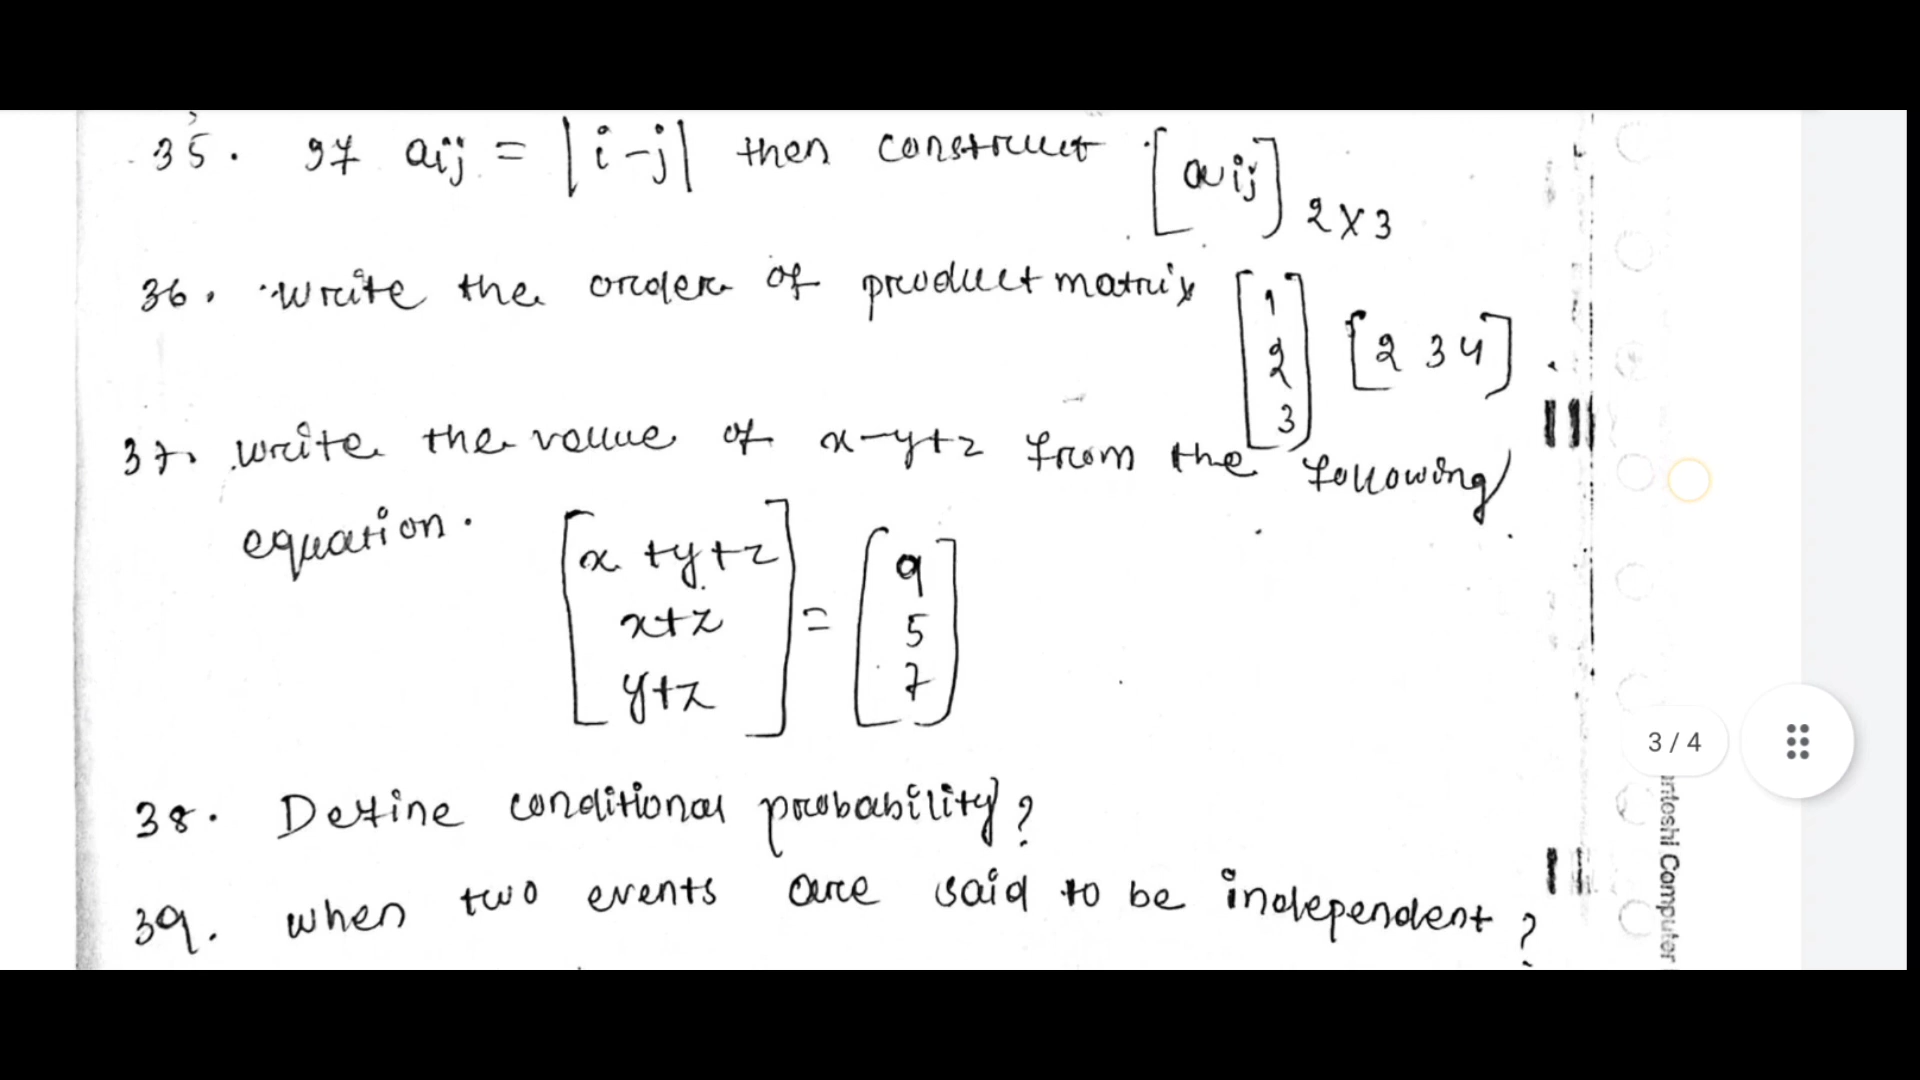 35. If aij = |i-j| then construct [aij] 2X3
36. Write the order of product matrix [1 2 3] [2 3 4].
37. Write the value of x-y+z from the following
equation. [x+y+z x+z y+z] = [9 5 7]
38. Define conditional probability?
39. When two events are said to be independent?
3 / 4
Computer